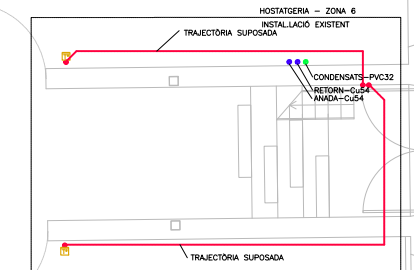 HOSTATGERIA - ZONA 6
INSTAL.LACIÓ EXISTENT
TRAJECTÒRIA SUPOSADA
CONDENSATS-PVC32
RETORN-Cu54
ANADA-Cu54
TRAJECTÒRIA SUPOSADA